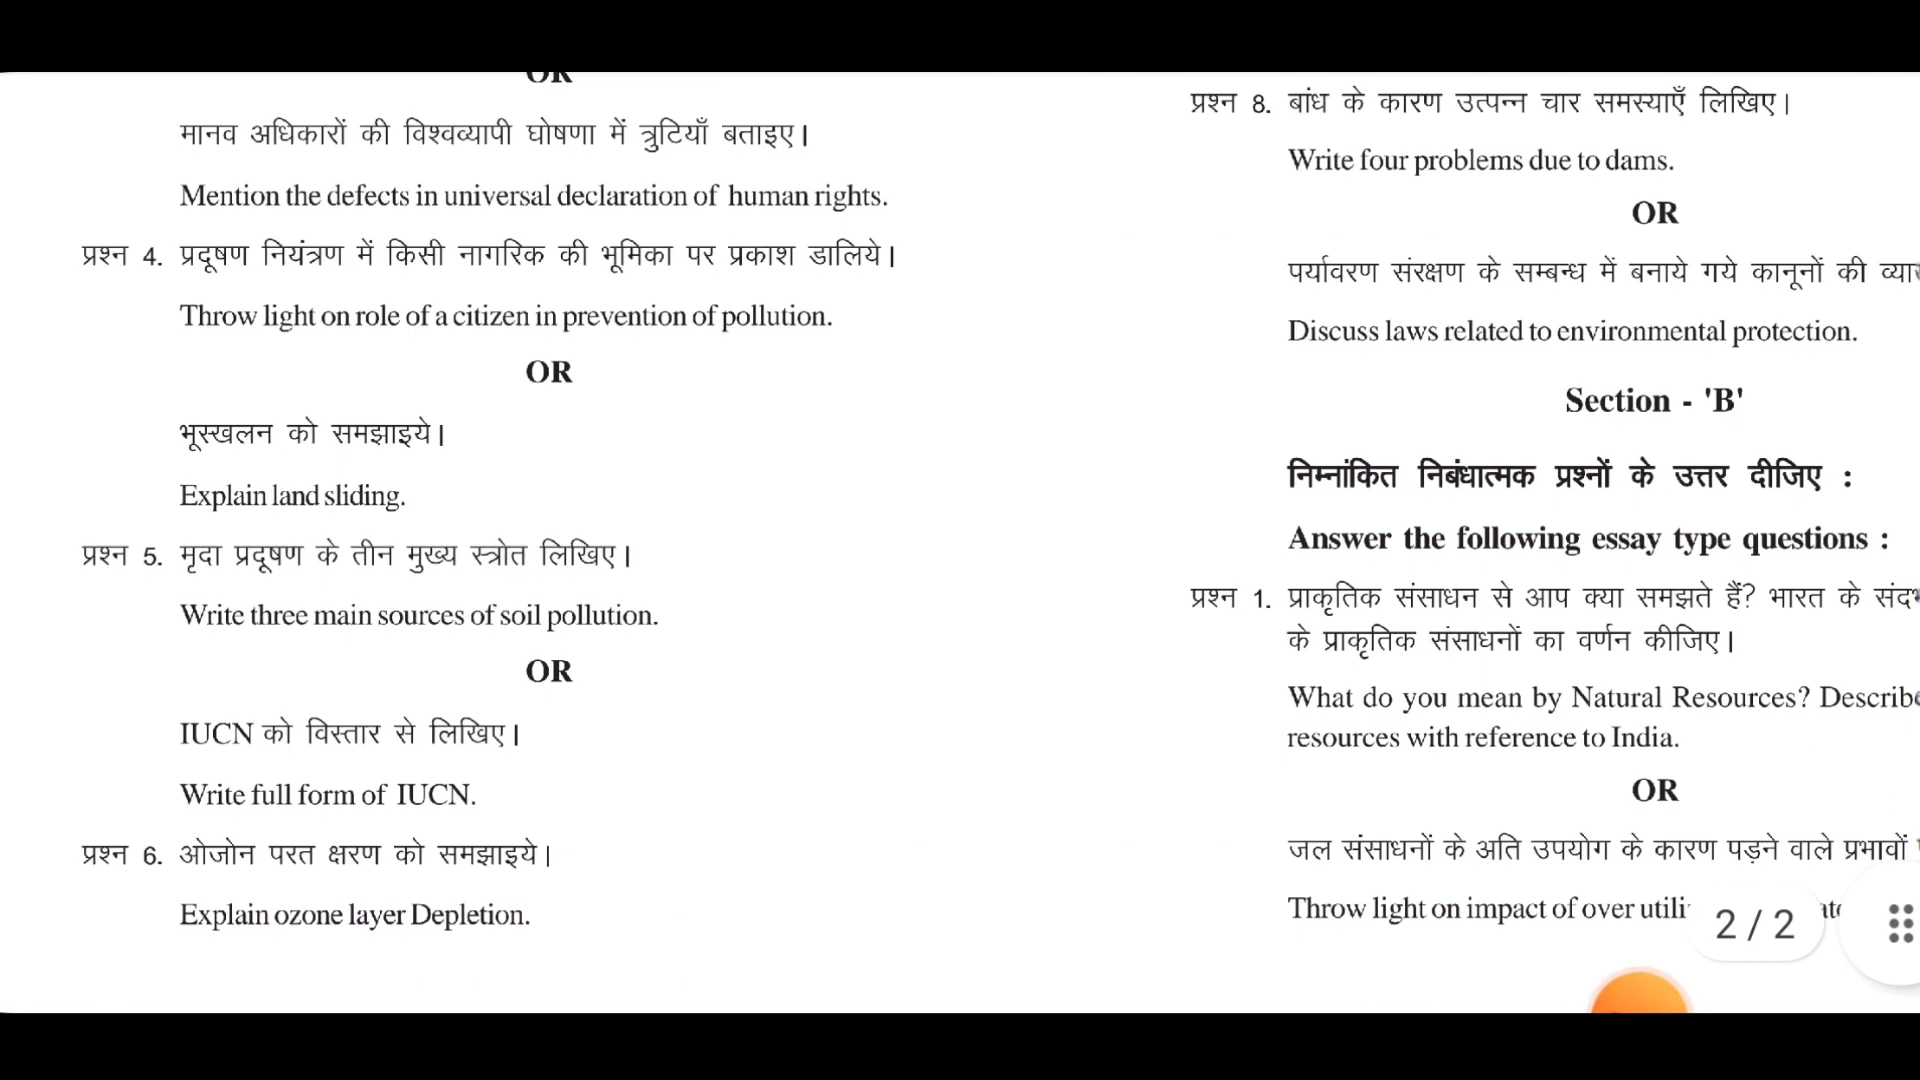 OR
मानव अधिकारों की विश्वव्यापी घोषणा में त्रुटियाँ बताइए।
Mention the defects in universal declaration of human rights.
प्रश्न 4. प्रदूषण नियंत्रण में किसी नागरिक की भूमिका पर प्रकाश डालिये।
Throw light on role of a citizen in prevention of pollution.
OR
भूस्खलन को समझाइये।
Explain land sliding.
प्रश्न 5. मृदा प्रदूषण के तीन मुख्य स्त्रोत लिखिए।
Write three main sources of soil pollution.
OR
IUCN को विस्तार से लिखिए।
Write full form of IUCN.
प्रश्न 6. ओजोन परत क्षरण को समझाइये।
Explain ozone layer Depletion.
प्रश्न 8. बांध के कारण उत्पन्न चार समस्याएँ लिखिए।
Write four problems due to dams.
OR
पर्यावरण संरक्षण के सम्बन्ध में बनाये गये कानूनों की
Discuss laws related to environmental protection.
Section - 'B'
निम्नांकित निबंधात्मक प्रश्नों के उत्तर दीजिए :
Answer the following essay type questions :
प्रश्न 1. प्राकृतिक संसाधन से आप क्या समझते हैं? भारत के
के प्राकृतिक संसाधनों का वर्णन कीजिए।
What do you mean by Natural Resources? Describe
resources with reference to India.
OR
जल संसाधनों के अति उपयोग के कारण पड़ने वाले प्रभावों
Throw light on impact of over
2 / 2